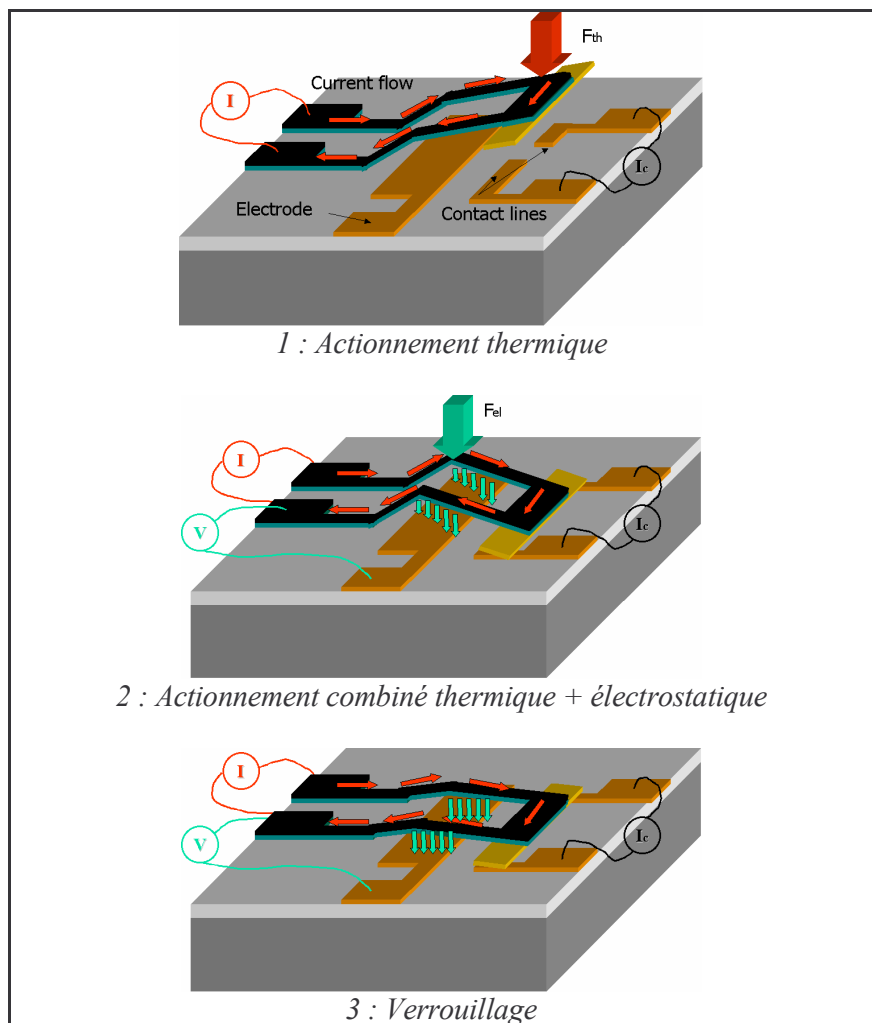 Fth
Current flow
I
Ic
Electrode
Contact lines
1 : Actionnement thermique
Fel
I
V
Ic
2 : Actionnement combiné thermique + électrostatique
I
V
Ic
3 : Verrouillage